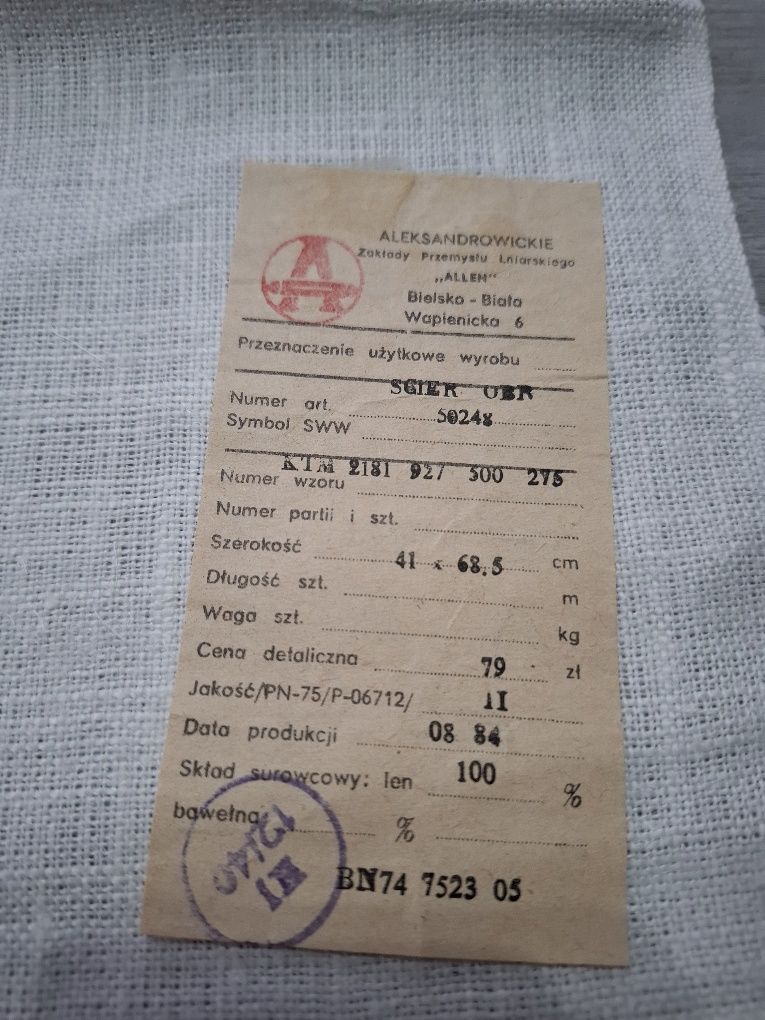 A
ALEKSANDROWICKIE
Zakłady Przemysłu Lniarskiego
„ALLEN"
Bielsko - Biała
Wapienicka 6
Przeznaczenie użytkowe wyrobu
SCIER OBR
Numer art. 50248
Symbol SWW
KTM 2181 927 500 275
Numer wzoru
Numer partii i szt.
Szerokość 41 x 68,5 cm
Długość szt. m
Waga szt. kg
Cena detaliczna 79 zł
Jakość/PN-75/P-06712/ II
Data produkcji 08 84
Skład surowcowy: len 100 %
bawełna %
BN74 7523 05